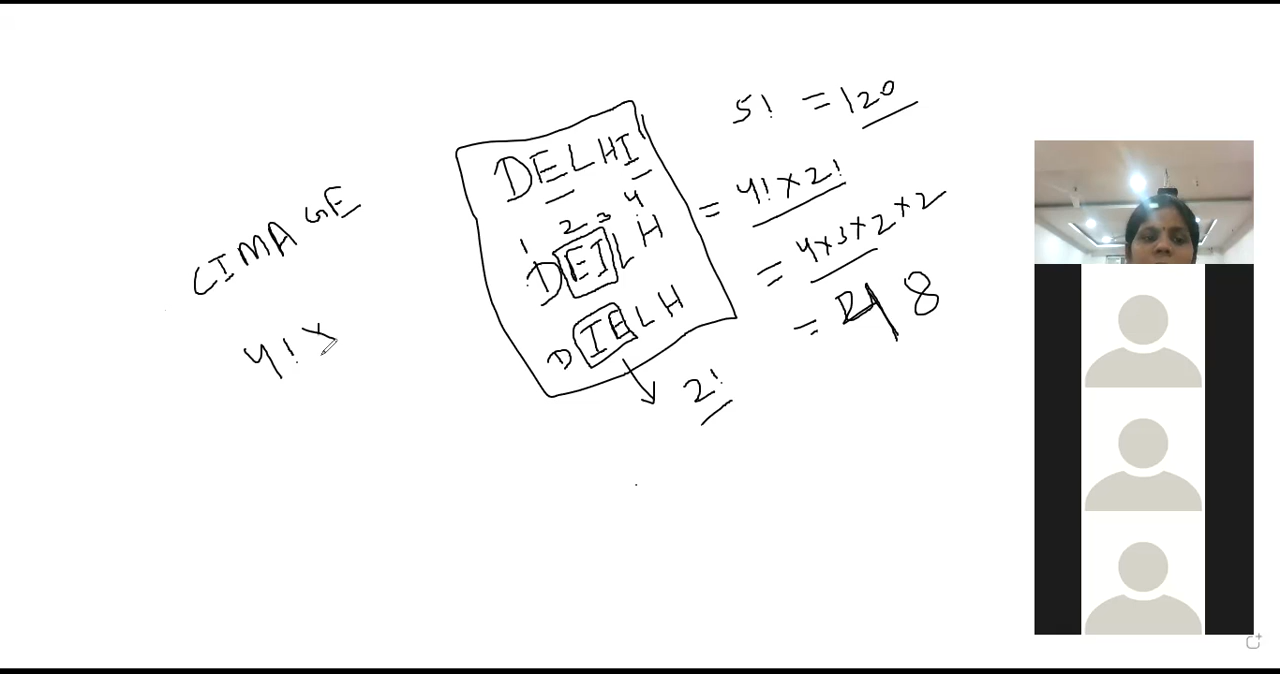 5! = 120
DELHI
= 4! × 2!
1 2 3 4
DEILH
= 4×3×2×2
CIMAGE
DIELH
= 48
4! ×
2!